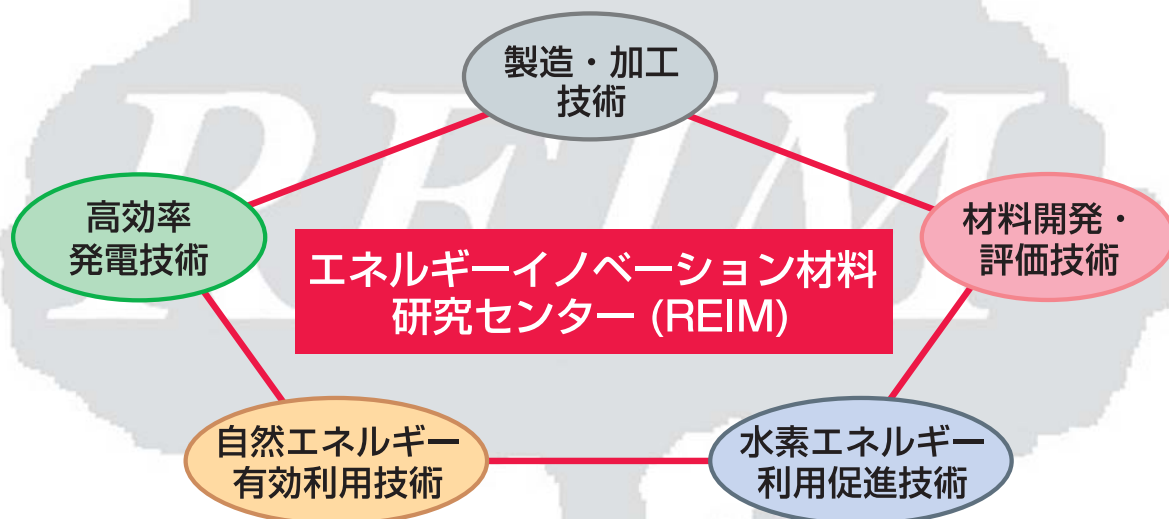 REIM
製造・加工
技術
高効率
発電技術
材料開発・
評価技術
エネルギーイノベーション材料
研究センター (REIM)
自然エネルギー
有効利用技術
水素エネルギー
利用促進技術